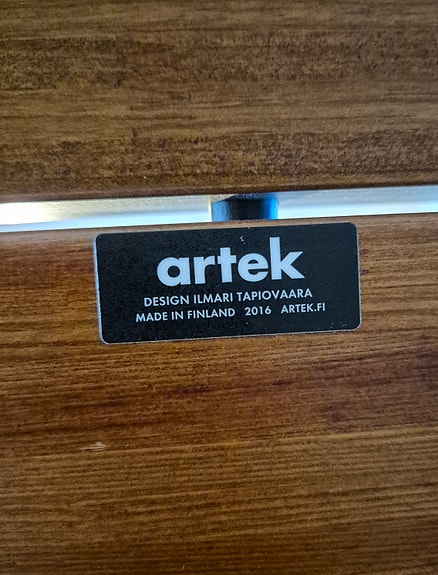 artek
DESIGN ILMARI TAPIOVAARA
MADE IN FINLAND 2016 ARTEK.FI